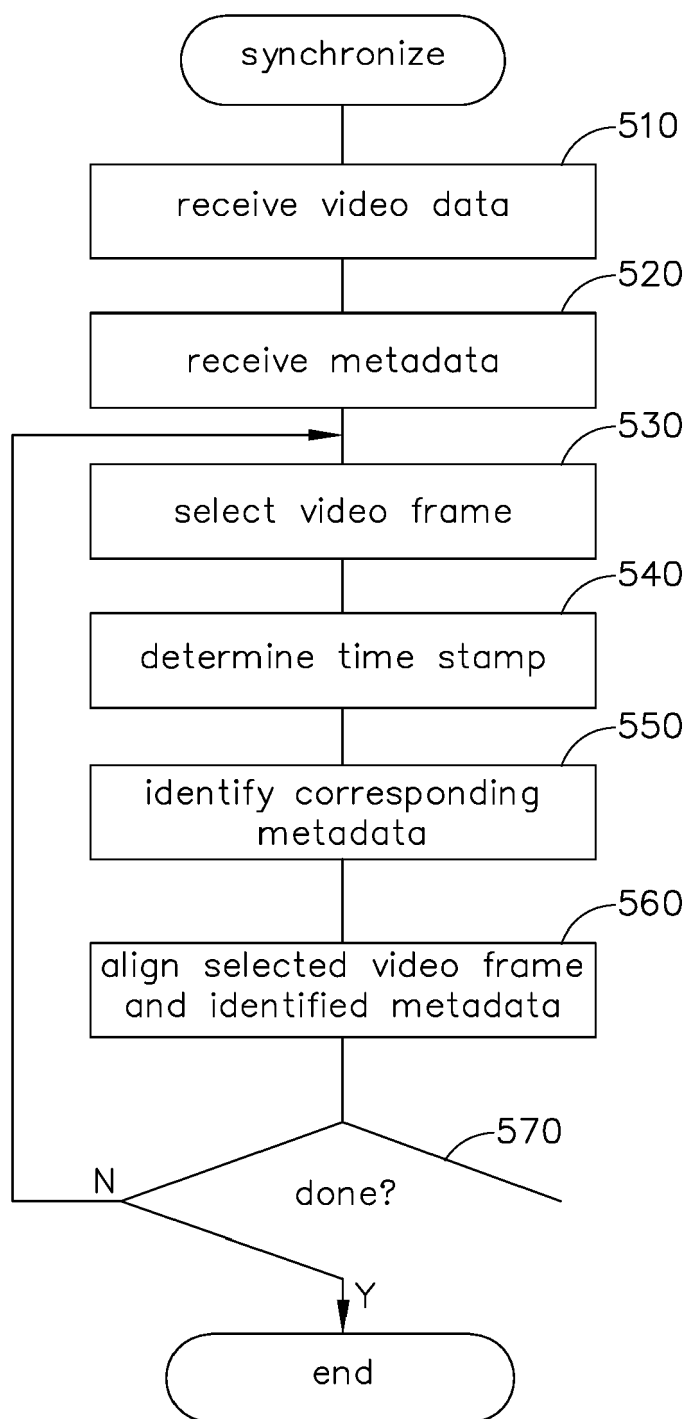 synchronize
510
receive video data
520
receive metadata
530
select video frame
540
determine time stamp
550
identify corresponding
metadata
560
align selected video frame
and identified metadata
570
N
done?
Y
end